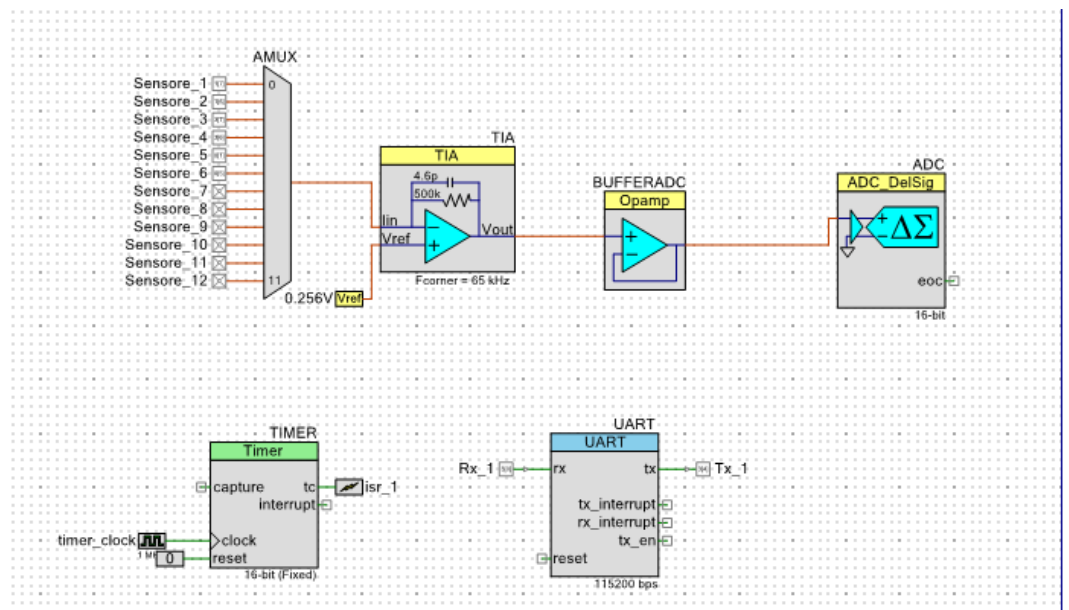 AMUX
Sensore_1
Sensore_2
Sensore_3
Sensore_4
Sensore_5
Sensore_6
Sensore_7
Sensore_8
Sensore_9
Sensore_10
Sensore_11
Sensore_12
0
11
0.256V Vref
TIA
TIA
4.6p
500k
Iin
Vref
Vout
Fcorner = 65 kHz
BUFFERADC
Opamp
ADC
ADC_DelSig
ΔΣ
eoc
16-bit
TIMER
Timer
capture
tc
isr_1
interrupt
timer_clock
clock
0
reset
16-bit (Fixed)
UART
UART
Rx_1
rx
tx
Tx_1
tx_interrupt
rx_interrupt
tx_en
reset
115200 bps